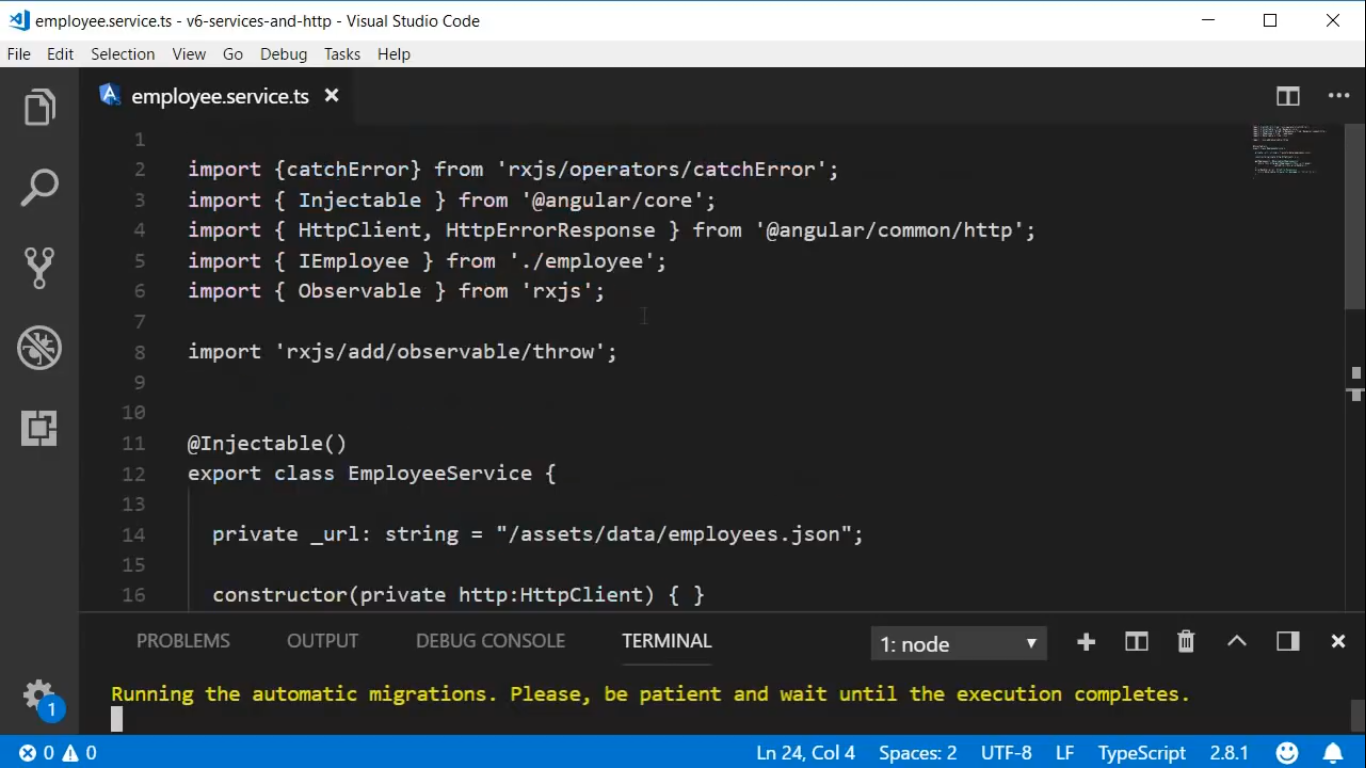 employee.service.ts - v6-services-and-http - Visual Studio Code
File Edit Selection View Go Debug Tasks Help
employee.service.ts
1
2 import {catchError} from 'rxjs/operators/catchError';
3 import { Injectable } from '@angular/core';
4 import { HttpClient, HttpErrorResponse } from '@angular/common/http';
5 import { IEmployee } from './employee';
6 import { Observable } from 'rxjs';
7
8 import 'rxjs/add/observable/throw';
9
10
11 @Injectable()
12 export class EmployeeService {
13
14 private _url: string = "/assets/data/employees.json";
15
16 constructor(private http:HttpClient) { }
PROBLEMS OUTPUT DEBUG CONSOLE TERMINAL 1: node
Running the automatic migrations. Please, be patient and wait until the execution completes.
1
0 0 Ln 24, Col 4 Spaces: 2 UTF-8 LF TypeScript 2.8.1